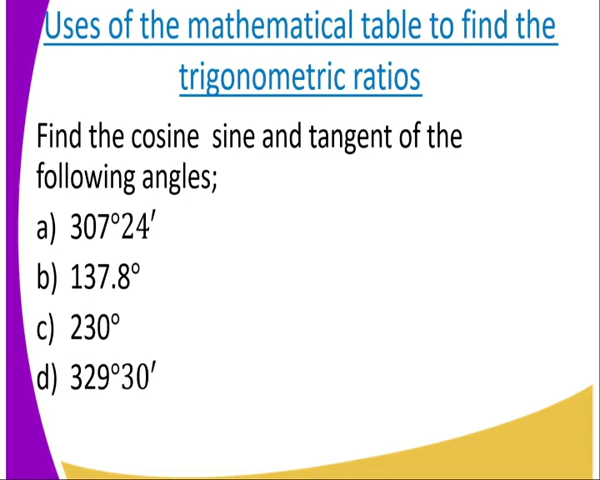 Uses of the mathematical table to find the
trigonometric ratios
Find the cosine sine and tangent of the
following angles;
a) 307°24′
b) 137.8°
c) 230°
d) 329°30′